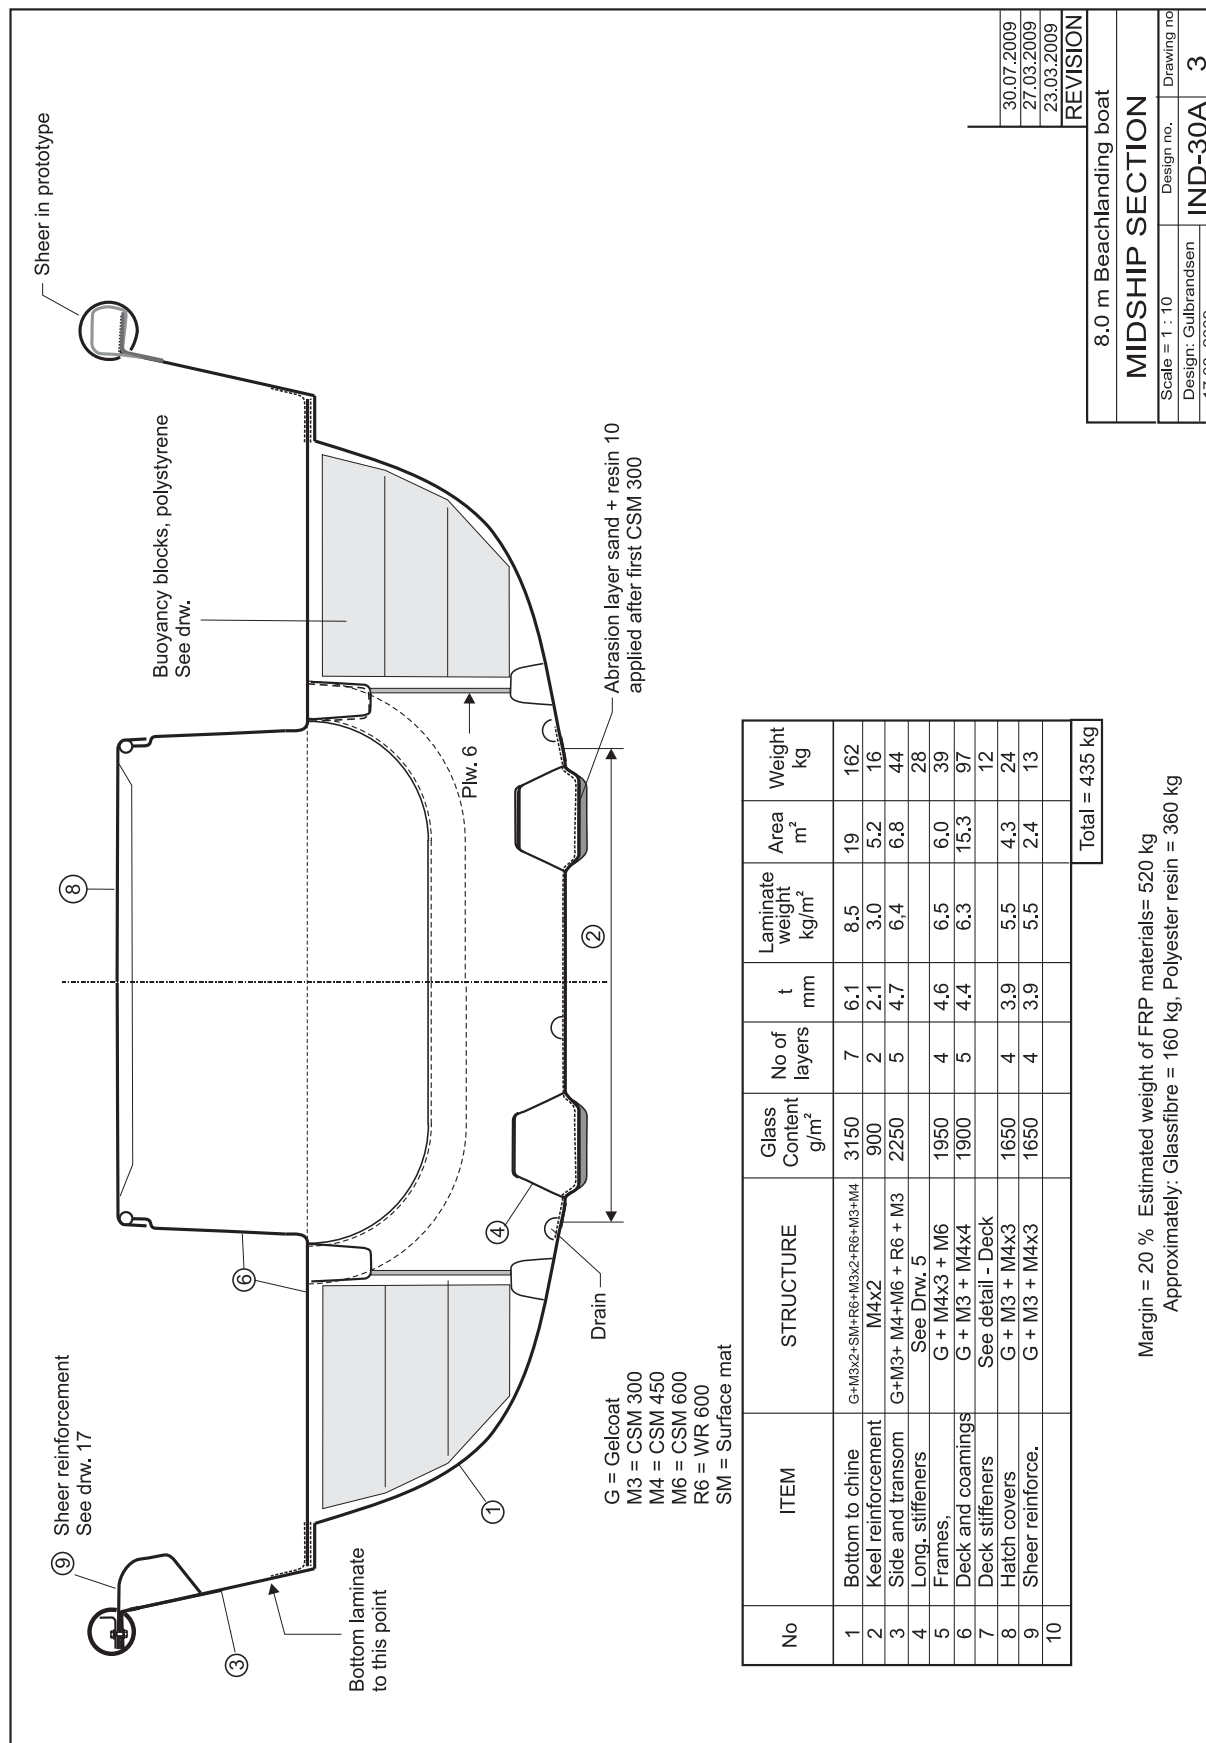 ⑨ Sheer reinforcement
See drw. 17
Sheer in prototype
⑧
Buoyancy blocks, polystyrene
See drw.
⑥
③
Bottom laminate
to this point
①
Plw. 6
Drain
④
②
Abrasion layer sand + resin 10
applied after first CSM 300
G = Gelcoat
M3 = CSM 300
M4 = CSM 450
M6 = CSM 600
R6 = WR 600
SM = Surface mat
No ITEM STRUCTURE Glass Content g/m² No of layers t mm Laminate weight kg/m² Area m² Weight kg
1 Bottom to chine G+M3x2+SM+R6+M3x2+R6+M3+M4 3150 7 6.1 8.5 19 162
2 Keel reinforcement M4x2 900 2 2.1 3.0 5.2 16
3 Side and transom G+M3+ M4+M6 + R6 + M3 2250 5 4.7 6,4 6.8 44
4 Long. stiffeners See Drw. 5 28
5 Frames, G + M4x3 + M6 1950 4 4.6 6.5 6.0 39
6 Deck and coamings G + M3 + M4x4 1900 5 4.4 6.3 15.3 97
7 Deck stiffeners See detail - Deck 12
8 Hatch covers G + M3 + M4x3 1650 4 3.9 5.5 4.3 24
9 Sheer reinforce. G + M3 + M4x3 1650 4 3.9 5.5 2.4 13
10
Total = 435 kg
Margin = 20 % Estimated weight of FRP materials= 520 kg
Approximately: Glassfibre = 160 kg, Polyester resin = 360 kg
30.07.2009
27.03.2009
23.03.2009
REVISION
8.0 m Beachlanding boat
MIDSHIP SECTION
Scale = 1 : 10
Design no.
Drawing no
Design: Gulbrandsen
IND-30A
3